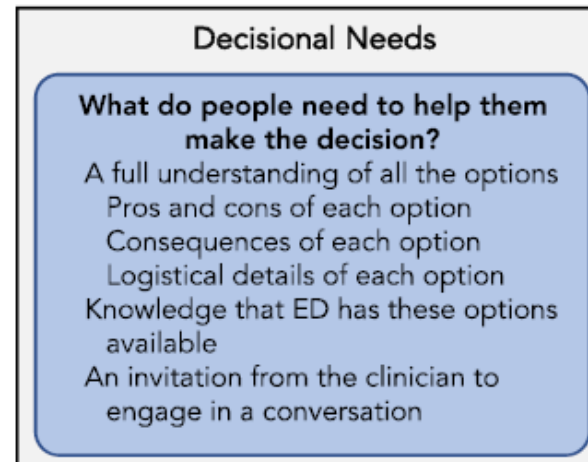 Decisional Needs
What do people need to help them
make the decision?
A full understanding of all the options
Pros and cons of each option
Consequences of each option
Logistical details of each option
Knowledge that ED has these options
available
An invitation from the clinician to
engage in a conversation